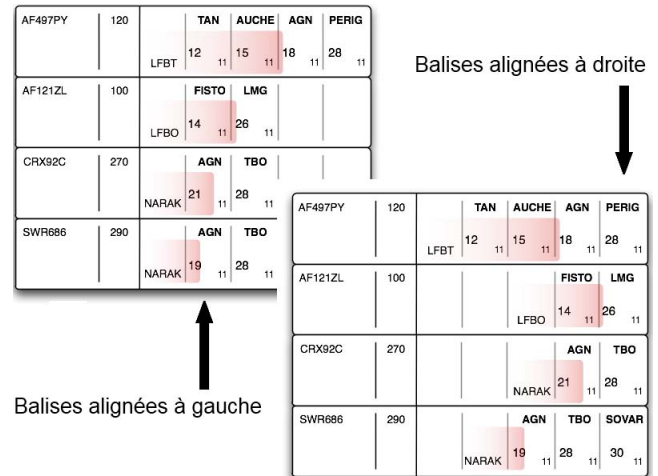 AF497PY 120 TAN AUCHE AGN PERIG
12 15 18 28
LFBT 11 11 11 11
AF121ZL 100 FISTO LMG
14 26
LFBO 11 11
CRX92C 270 AGN TBO
21 28
NARAK 11 11
SWR686 290 AGN TBO
19 28
NARAK 11 11
Balises alignées à gauche
Balises alignées à droite
AF497PY 120 TAN AUCHE AGN PERIG
12 15 18 28
LFBT 11 11 11 11
AF121ZL 100 FISTO LMG
14 26
LFBO 11 11
CRX92C 270 AGN TBO
21 28
NARAK 11 11
SWR686 290 AGN TBO SOVAR
19 28 30
NARAK 11 11 11